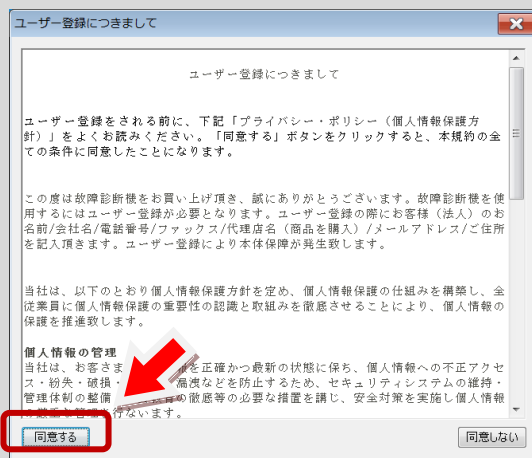 ユーザー登録につきまして
ユーザー登録につきまして
ユーザー登録をされる前に、下記「プライバシー・ポリシー（個人情報保護方
針）」をよくお読みください。「同意する」ボタンをクリックすると、本規約の全
ての条件に同意したことになります。
この度は故障診断機をお買い上げ頂き、誠にありがとうございます。故障診断機を使
用するにはユーザー登録が必要となります。ユーザー登録の際にお客様（法人）のお
名前/会社名/電話番号/ファックス/代理店名（商品を購入）/メールアドレス/ご住所
を記入頂きます。ユーザー登録により本体保障が発生致します。
当社は、以下のとおり個人情報保護方針を定め、個人情報保護の仕組みを構築し、全
従業員に個人情報保護の重要性の認識と取組みを徹底させることにより、個人情報の
保護を推進致します。
個人情報の管理
当社は、お客さま を正確かつ最新の状態に保ち、個人情報への不正アクセ
ス・紛失・破損・ 漏洩などを防止するため、セキュリティシステムの維持・
管理体制の整備 の徹底等の必要な措置を講じ、安全対策を実施し個人情報
行ないます。
同意する
同意しない